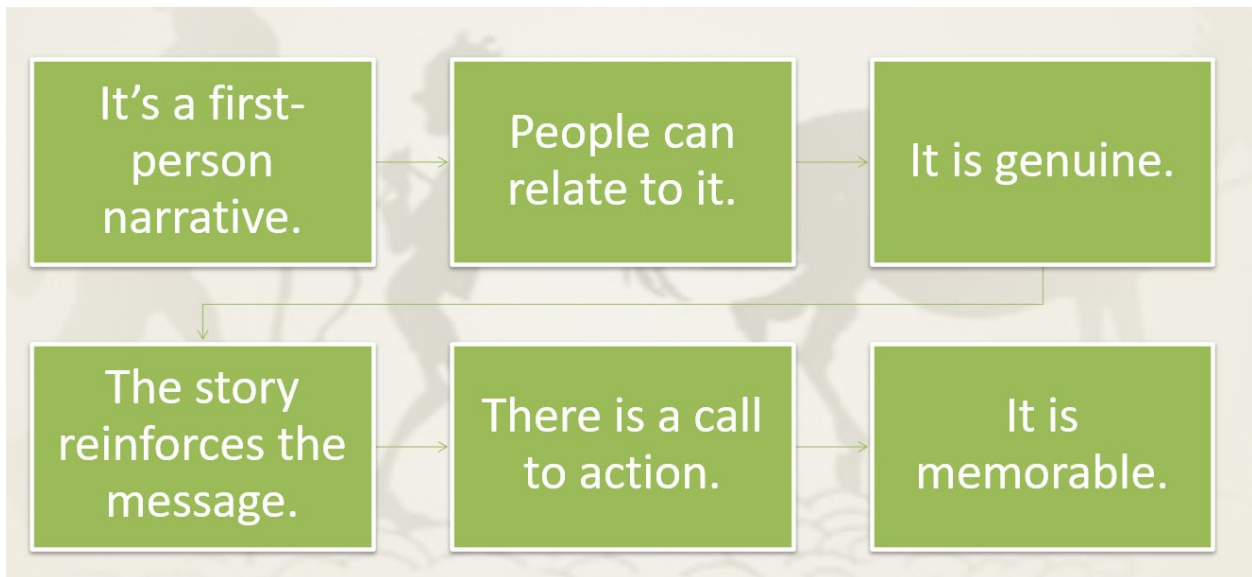 It’s a first-
person
narrative.
People can
relate to it.
It is genuine.
The story
reinforces the
message.
There is a call
to action.
It is
memorable.